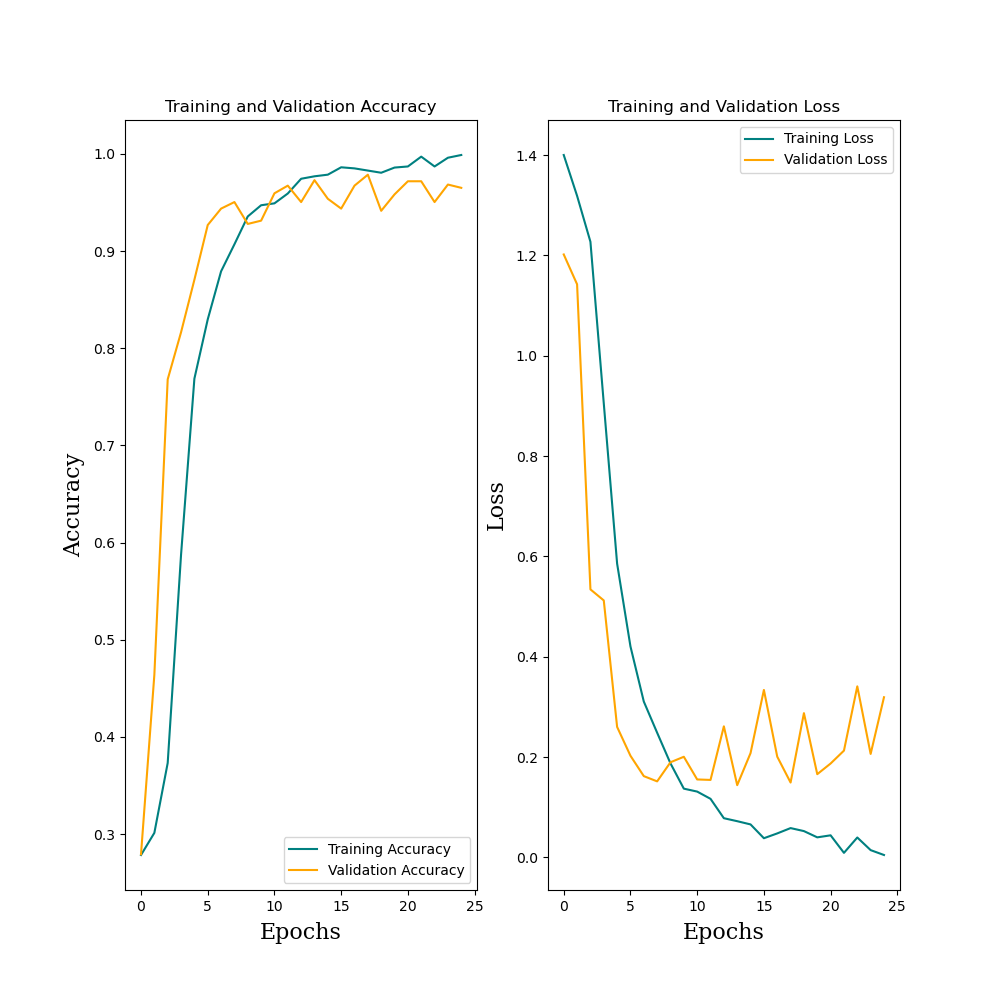 Training and Validation Accuracy
Accuracy
1.0
0.9
0.8
0.7
0.6
0.5
0.4
0.3
Training Accuracy
Validation Accuracy
0 5 10 15 20 25
Epochs
Training and Validation Loss
Loss
1.4
1.2
1.0
0.8
0.6
0.4
0.2
0.0
Training Loss
Validation Loss
0 5 10 15 20 25
Epochs